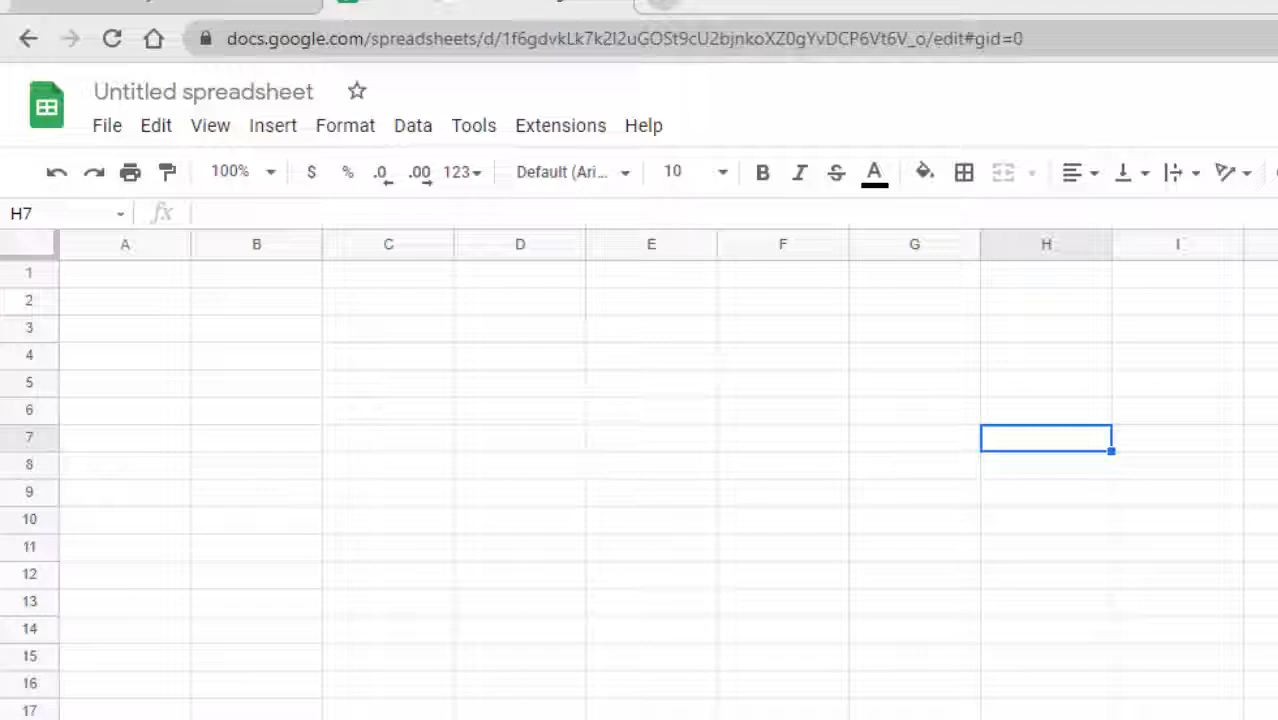 docs.google.com/spreadsheets/d/1f6gdvkLk7k2l2uGOSt9cU2bjnkoXZ0gYvDCP6Vt6V_o/edit#gid=0
Untitled spreadsheet
File Edit View Insert Format Data Tools Extensions Help
100% $ % .0 .00 123 Default (Ari... 10 B I S A
H7 fx
A B C D E F G H I
1
2
3
4
5
6
7
8
9
10
11
12
13
14
15
16
17